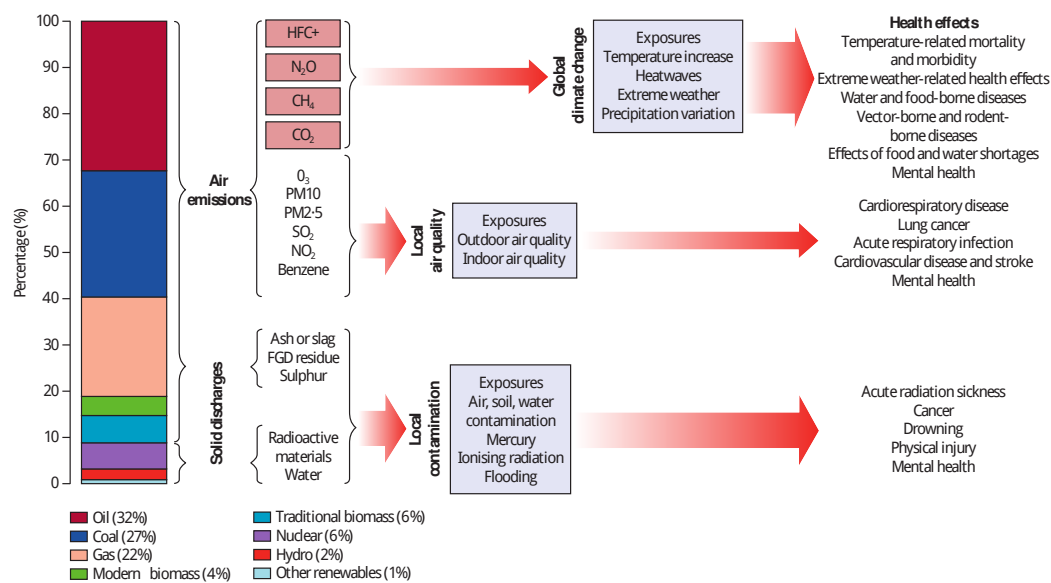 100
90
80
70
60
50
40
30
20
10
0
Percentage (%)
Air
emissions
Solid discharges
HFC+
N₂O
CH₄
CO₂
O₃
PM10
PM2·5
SO₂
NO₂
Benzene
Ash or slag
FGD residue
Sulphur
Radioactive
materials
Water
Global
dimate change
Exposures
Temperature increase
Heatwaves
Extreme weather
Precipitation variation
Health effects
Temperature-related mortality
and morbidity
Extreme weather-related health effects
Water and food-borne diseases
Vector-borne and rodent-
borne diseases
Effects of food and water shortages
Mental health
Local
air quality
Exposures
Outdoor air quality
Indoor air quality
Cardiorespiratory disease
Lung cancer
Acute respiratory infection
Cardiovascular disease and stroke
Mental health
Local
contamination
Exposures
Air, soil, water
contamination
Mercury
Ionising radiation
Flooding
Acute radiation sickness
Cancer
Drowning
Physical injury
Mental health
Oil (32%)
Coal (27%)
Gas (22%)
Modern biomass (4%)
Traditional biomass (6%)
Nuclear (6%)
Hydro (2%)
Other renewables (1%)